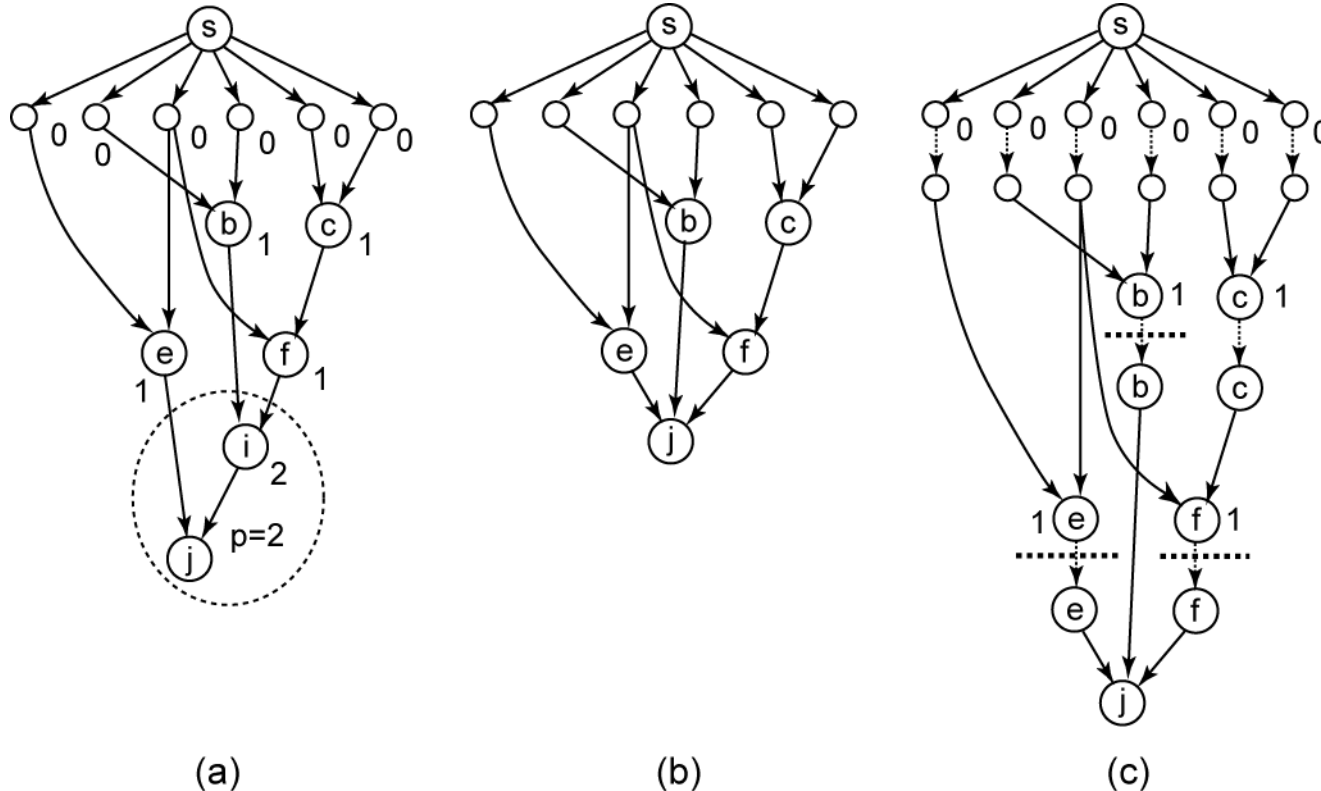 s
0 0 0 0 0 0
b 1 c 1
e 1 f 1
i 2
p=2
j
(a)
s
b c
e f
j
(b)
s
0 0 0 0 0 0
b 1 c 1
b c
1 e f 1
e f
j
(c)